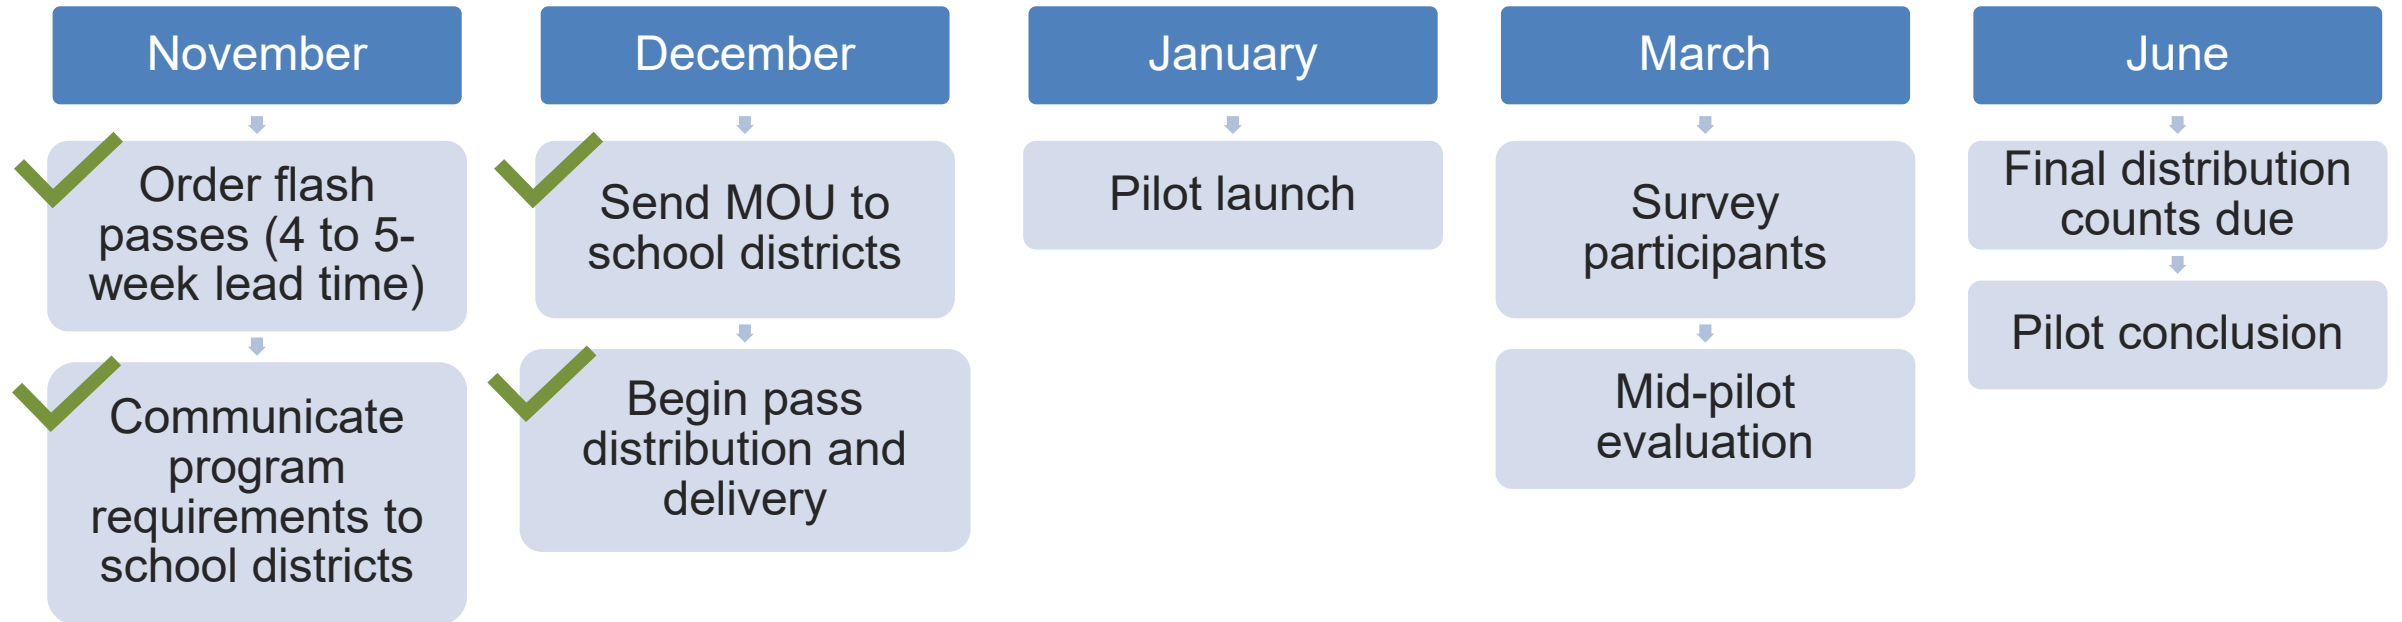 November
Order flash
passes (4 to 5-
week lead time)
Communicate
program
requirements to
school districts
December
Send MOU to
school districts
Begin pass
distribution and
delivery
January
Pilot launch
March
Survey
participants
Mid-pilot
evaluation
June
Final distribution
counts due
Pilot conclusion